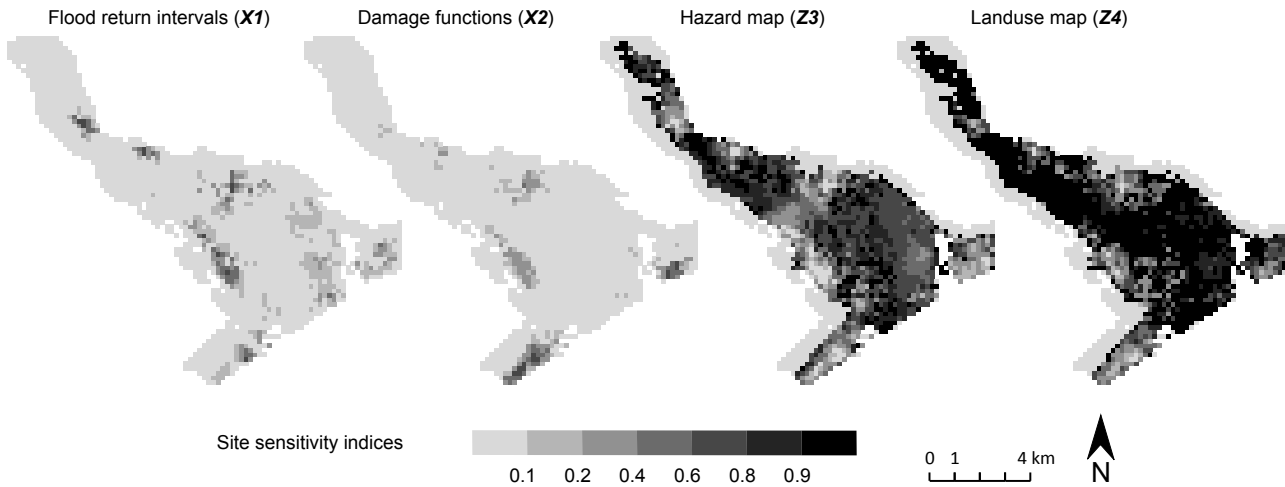 Flood return intervals (X1)
Damage functions (X2)
Hazard map (Z3)
Landuse map (Z4)
Site sensitivity indices
0.1 0.2 0.4 0.6 0.8 0.9
0 1 4 km
N